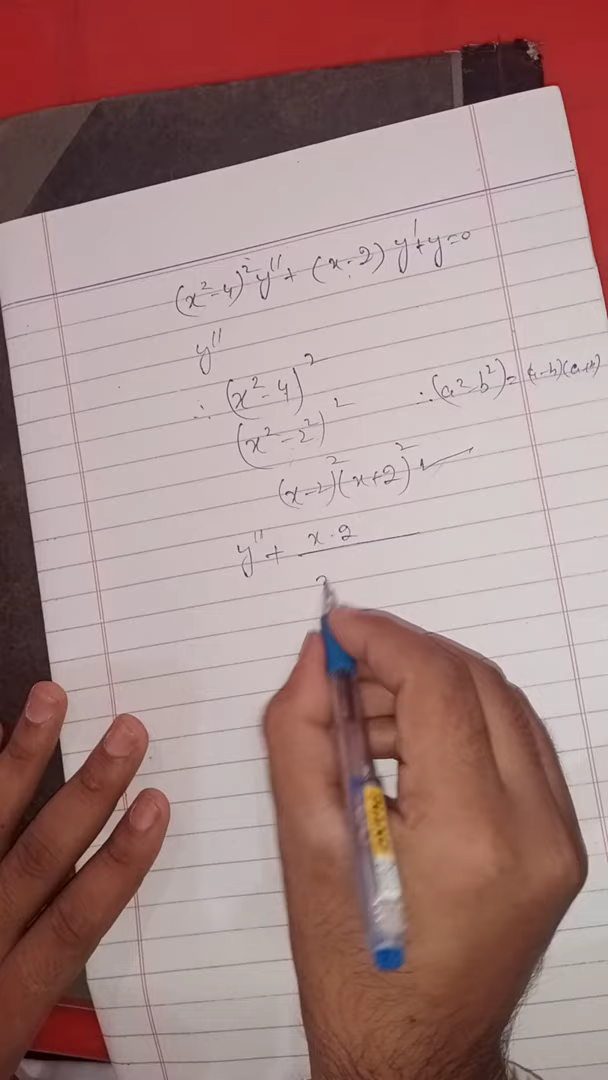 (x²-4)²y'' + (x-2) y'+y=0
y''
∴ (x²-4)²
∴(a²-b²)=(a-b)(a+b)
(x²-2²)²
(x-2)²(x+2)²
y'' + x-2